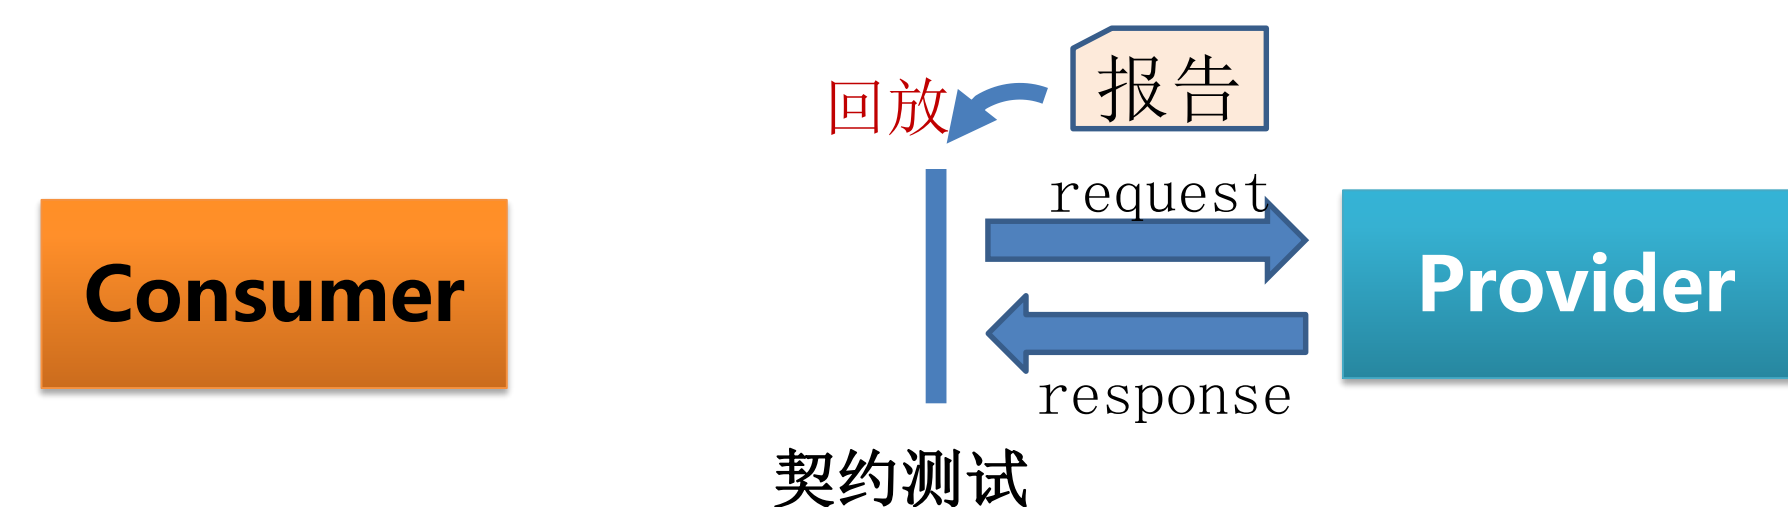 报告
回放
request
Consumer
Provider
response
契约测试